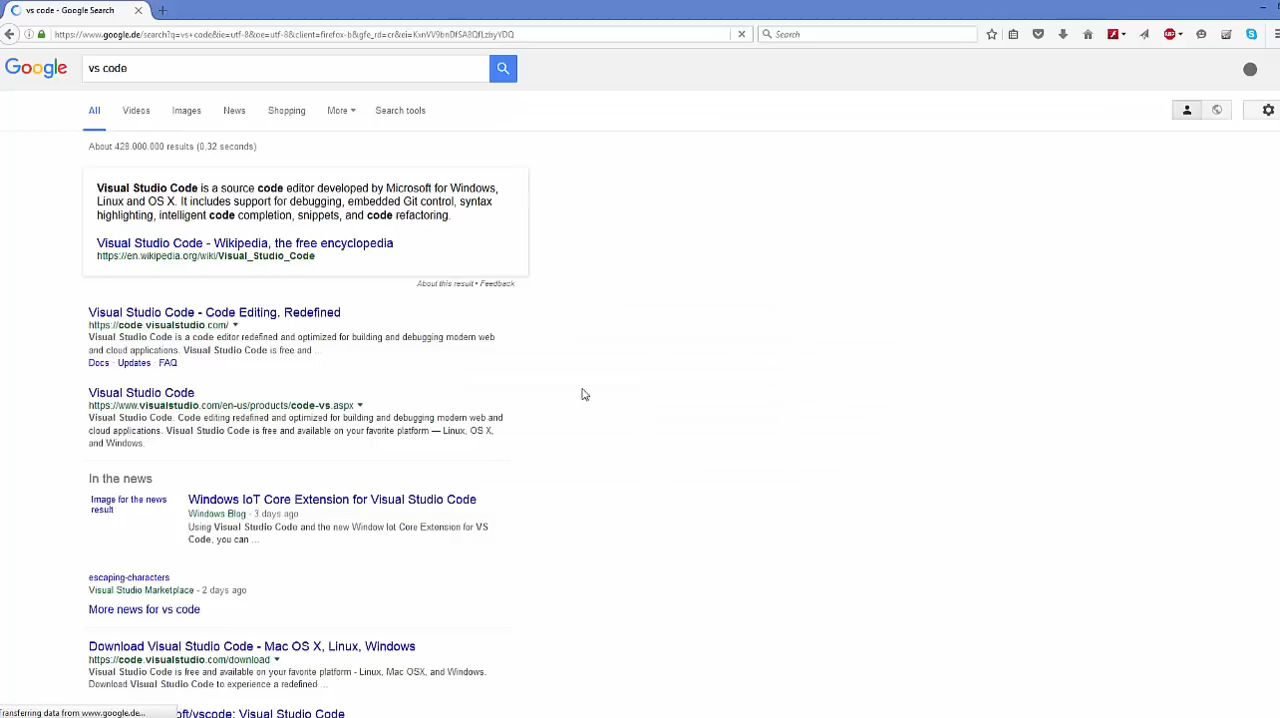 vs code - Google Search
https://www.google.de/search?q=vs+code&ie=utf-8&oe=utf-8&client=firefox-b&gfe_rd=cr&ei=
Search
Google
vs code
All Videos Images News Shopping More Search tools
About 428.000.000 results (0,32 seconds)
Visual Studio Code is a source code editor developed by Microsoft for Windows,
Linux and OS X. It includes support for debugging, embedded Git control, syntax
highlighting, intelligent code completion, snippets, and code refactoring.
Visual Studio Code - Wikipedia, the free encyclopedia
https://en.wikipedia.org/wiki/Visual_Studio_Code
About this result • Feedback
Visual Studio Code - Code Editing. Redefined
https://code.visualstudio.com/
Visual Studio Code is a code editor redefined and optimized for building and debugging modern web
and cloud applications. Visual Studio Code is free and ...
Docs · Updates · FAQ
Visual Studio Code
https://www.visualstudio.com/en-us/products/code-vs.aspx
Visual Studio Code. Code editing redefined and optimized for building and debugging modern web and
cloud applications. Visual Studio Code is free and available on your favorite platform — Linux, OS X,
and Windows.
In the news
Image for the news
result
Windows IoT Core Extension for Visual Studio Code
Windows Blog - 3 days ago
Using Visual Studio Code and the new Window Iot Core Extension for VS
Code, you can ...
escaping-characters
Visual Studio Marketplace - 2 days ago
More news for vs code
Download Visual Studio Code - Mac OS X, Linux, Windows
https://code.visualstudio.com/download
Visual Studio Code is free and available on your favorite platform - Linux, Mac OSX, and Windows.
Download Visual Studio Code to experience a redefined ...
Transferring data from www.google.de...
oft/vscode: Visual Studio Code